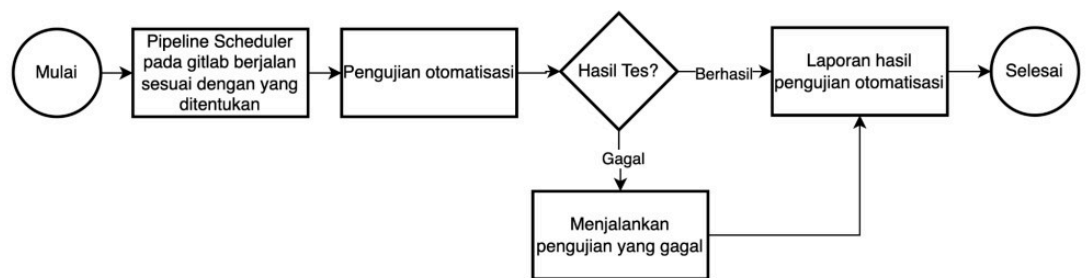 Mulai
Pipeline Scheduler
pada gitlab berjalan
sesuai dengan yang
ditentukan
Pengujian otomatisasi
Hasil Tes?
Berhasil
Laporan hasil
pengujian otomatisasi
Selesai
Gagal
Menjalankan
pengujian yang gagal